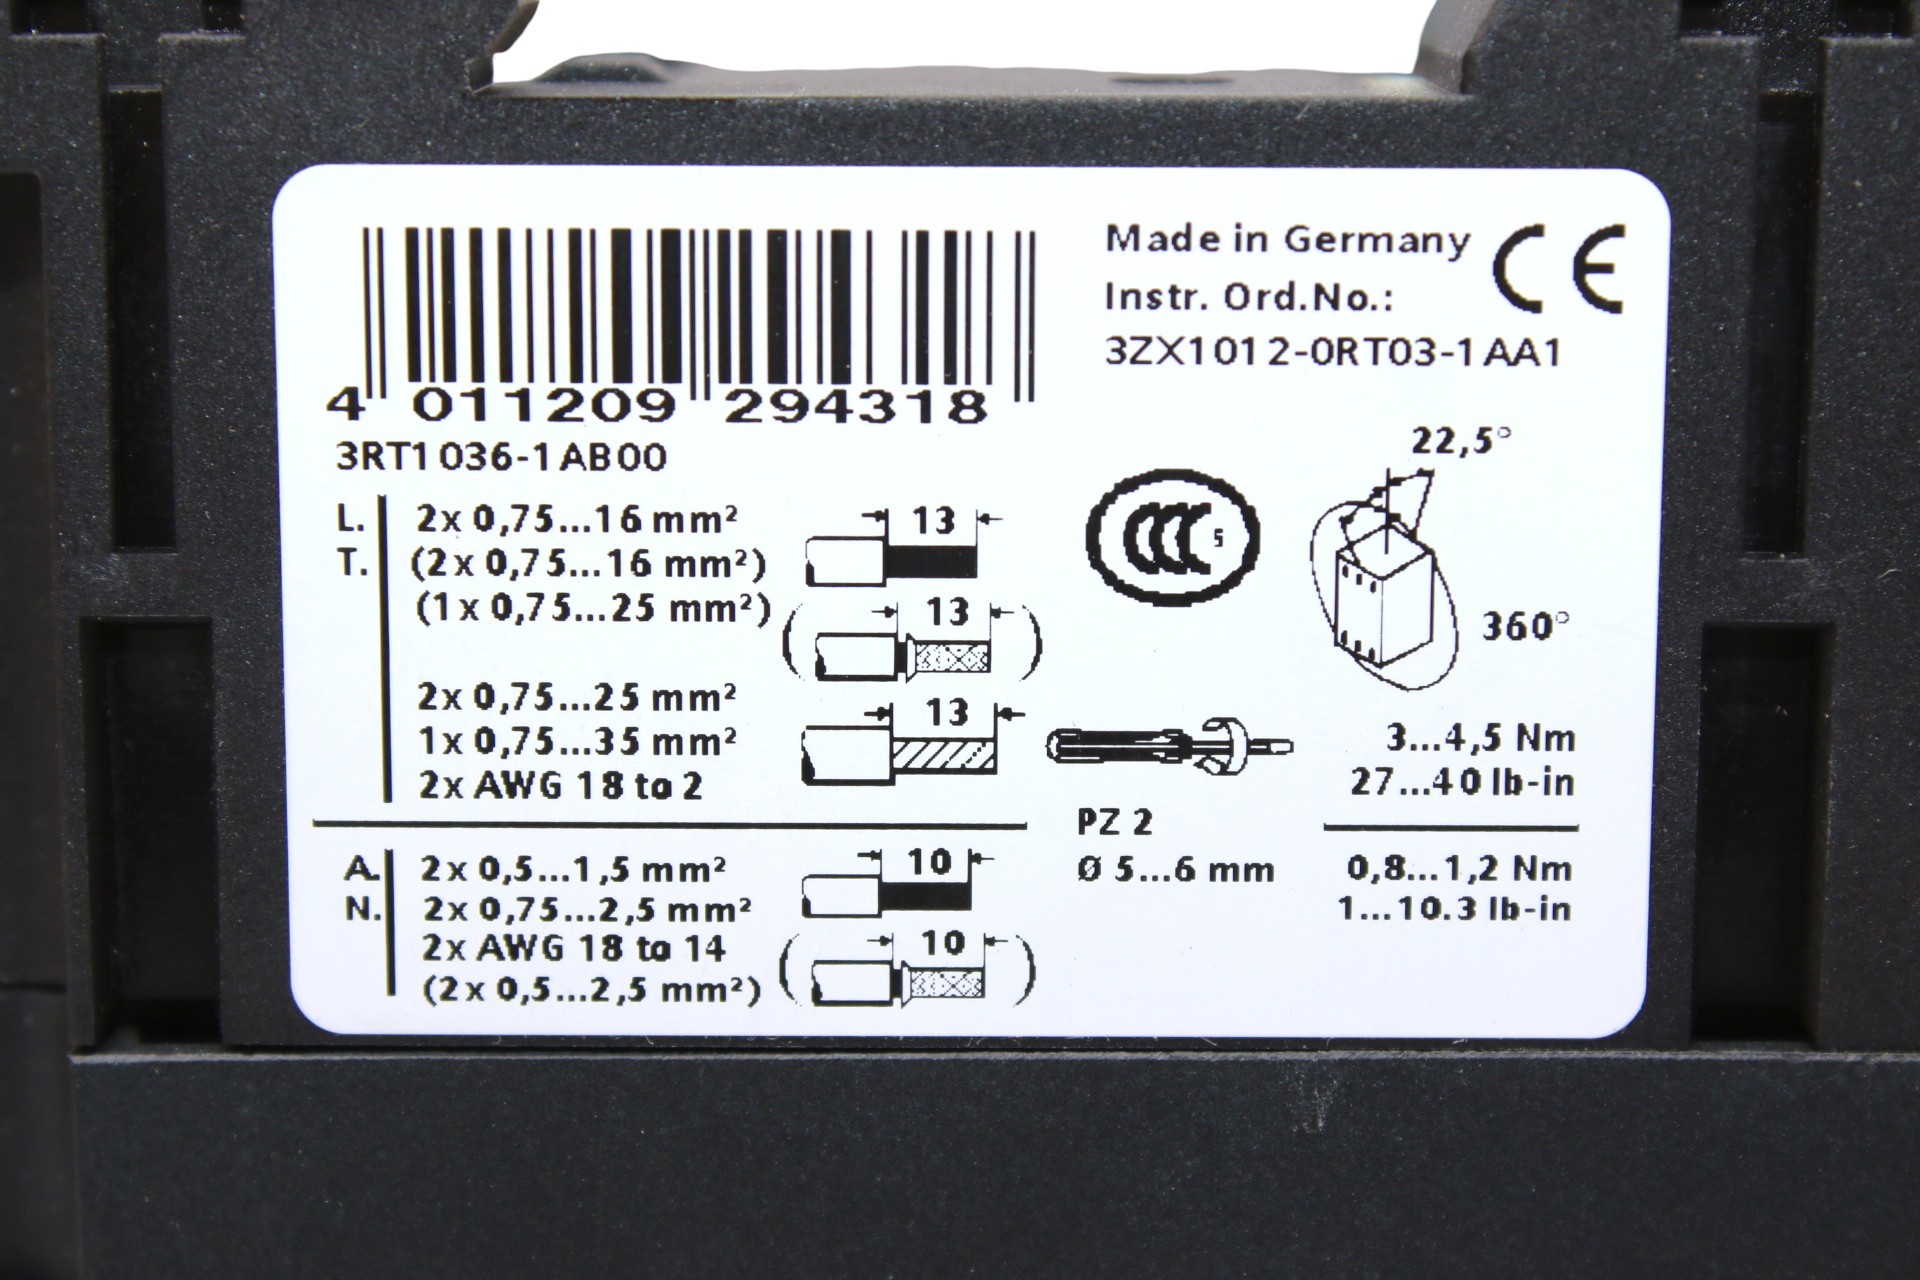 4 011209 294318
3RT1036-1AB00
Made in Germany
Instr. Ord.No.:
3ZX1012-0RT03-1AA1
CE
L. 2x 0,75...16 mm² 13
T. (2x 0,75...16 mm²)
(1x 0,75...25 mm²) 13
2x 0,75...25 mm² 13
1x 0,75...35 mm²
2x AWG 18 to 2
CCC S
22,5°
360°
3...4,5 Nm
27...40 lb-in
PZ 2
Ø 5...6 mm
A. 2x 0,5...1,5 mm² 10
N. 2x 0,75...2,5 mm²
2x AWG 18 to 14 10
(2x 0,5...2,5 mm²)
0,8...1,2 Nm
1...10.3 lb-in